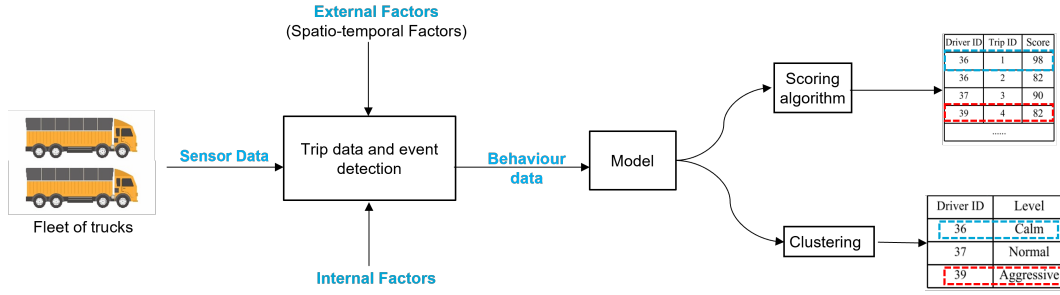 External Factors
(Spatio-temporal Factors)
Fleet of trucks
Sensor Data
Trip data and event
detection
Internal Factors
Behaviour
data
Model
Scoring
algorithm
Driver ID Trip ID Score
36 1 98
36 2 82
37 3 90
39 4 82
......
Clustering
Driver ID Level
36 Calm
37 Normal
39 Aggressive